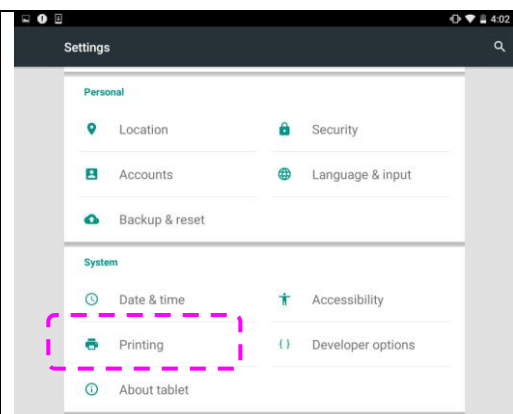 4:02
Settings
Personal
Location Security
Accounts Language & input
Backup & reset
System
Date & time Accessibility
Printing { } Developer options
About tablet